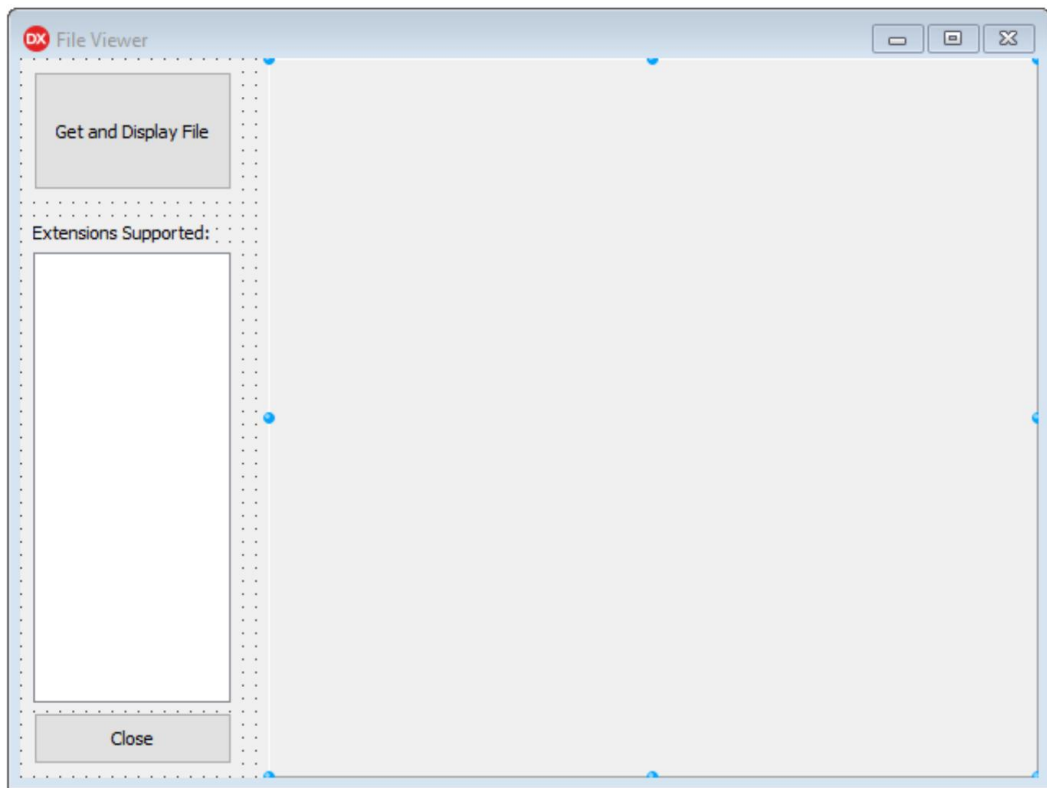 DX File Viewer
Get and Display File
Extensions Supported:
Close